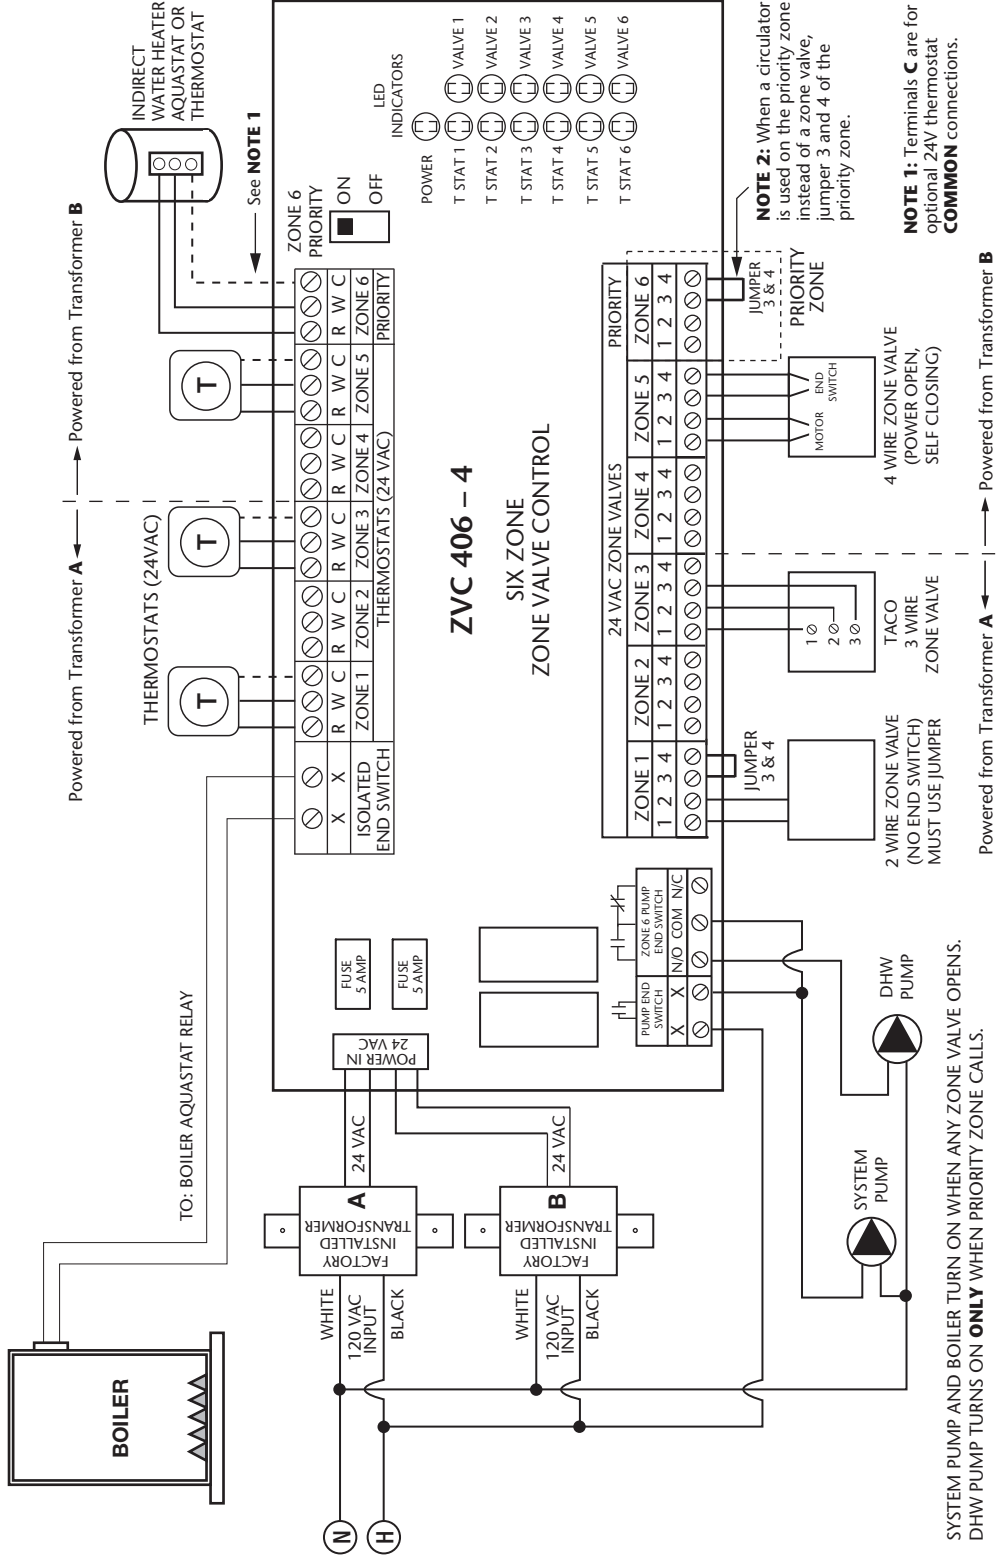 Powered from Transformer A
Powered from Transformer B
THERMOSTATS (24VAC)
T
T
T
INDIRECT
WATER HEATER
AQUASTAT OR
THERMOSTAT
See NOTE 1
BOILER
TO: BOILER AQUASTAT RELAY
X X
ISOLATED
END SWITCH
R W C
R W C
R W C
R W C
R W C
R W C
ZONE 1
ZONE 2
ZONE 3
ZONE 4
ZONE 5
ZONE 6
THERMOSTATS (24 VAC)
PRIORITY
ZONE 6
PRIORITY
ON
OFF
FUSE
5 AMP
FUSE
5 AMP
POWER IN
24 VAC
ZVC 406 – 4
SIX ZONE
ZONE VALVE CONTROL
LED
INDICATORS
POWER
T STAT 1
VALVE 1
T STAT 2
VALVE 2
T STAT 3
VALVE 3
T STAT 4
VALVE 4
T STAT 5
VALVE 5
T STAT 6
VALVE 6
N
H
WHITE
120 VAC
INPUT
BLACK
FACTORY
INSTALLED
TRANSFORMER
A
24 VAC
WHITE
120 VAC
INPUT
BLACK
FACTORY
INSTALLED
TRANSFORMER
B
24 VAC
PUMP END
SWITCH
X X
ZONE 6 PUMP
END SWITCH
N/O COM N/C
24 VAC ZONE VALVES
PRIORITY
ZONE 1
ZONE 2
ZONE 3
ZONE 4
ZONE 5
ZONE 6
1 2 3 4
1 2 3 4
1 2 3 4
1 2 3 4
1 2 3 4
1 2 3 4
JUMPER
3 & 4
JUMPER
3 & 4
PRIORITY
ZONE
NOTE 2: When a circulator
is used on the priority zone
instead of a zone valve,
jumper 3 and 4 of the
priority zone.
SYSTEM
PUMP
DHW
PUMP
2 WIRE ZONE VALVE
(NO END SWITCH)
MUST USE JUMPER
1
2
3
TACO
3 WIRE
ZONE VALVE
MOTOR
END
SWITCH
4 WIRE ZONE VALVE
(POWER OPEN,
SELF CLOSING)
NOTE 1: Terminals C are for
optional 24V thermostat
COMMON connections.
SYSTEM PUMP AND BOILER TURN ON WHEN ANY ZONE VALVE OPENS.
DHW PUMP TURNS ON ONLY WHEN PRIORITY ZONE CALLS.
Powered from Transformer A
Powered from Transformer B